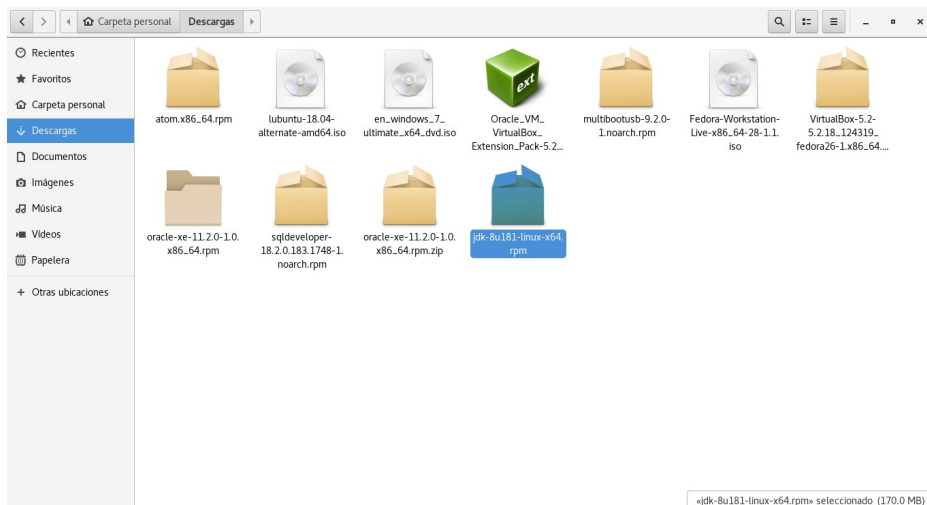 Carpeta personal Descargas
Recientes
Favoritos
Carpeta personal
Descargas
Documentos
Imágenes
Música
Vídeos
Papelera
+ Otras ubicaciones
atom.x86_64.rpm
lubuntu-18.04-
alternate-amd64.iso
en_windows_7_
ultimate_x64_dvd.iso
ext
Oracle_VM_
VirtualBox_
Extension_Pack-5.2...
multibootusb-9.2.0-
1.noarch.rpm
Fedora-Workstation-
Live-x86_64-28-1.1.
iso
VirtualBox-5.2-
5.2.18_124319_
fedora26-1.x86_64....
oracle-xe-11.2.0-1.0.
x86_64.rpm
sqldeveloper-
18.2.0.183.1748-1.
noarch.rpm
oracle-xe-11.2.0-1.0.
x86_64.rpm.zip
jdk-8u181-linux-x64.
rpm
«jdk-8u181-linux-x64.rpm» seleccionado (170.0 MB)